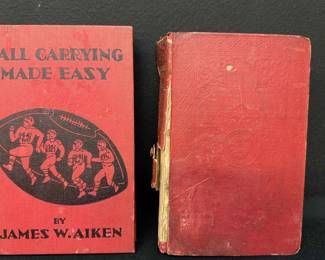 ALL CARRYING
MADE EASY
BY
JAMES W. AIKEN